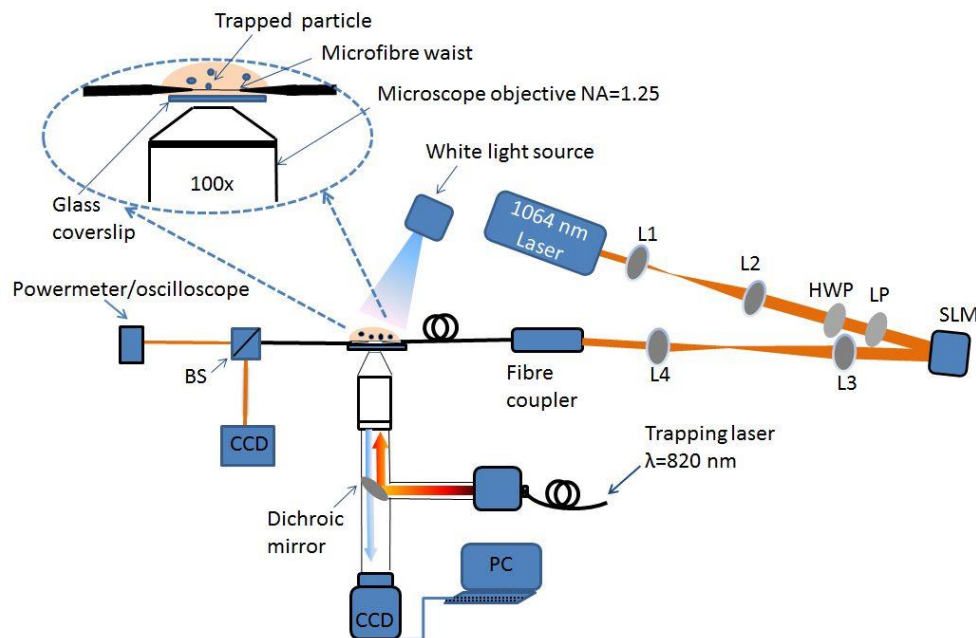 Trapped particle
Microfibre waist
Microscope objective NA=1.25
100x
Glass
coverslip
White light source
1064 nm
Laser
L1
L2
HWP
LP
SLM
L3
L4
Fibre
coupler
Powermeter/oscilloscope
BS
CCD
Trapping laser
λ=820 nm
Dichroic
mirror
PC
CCD